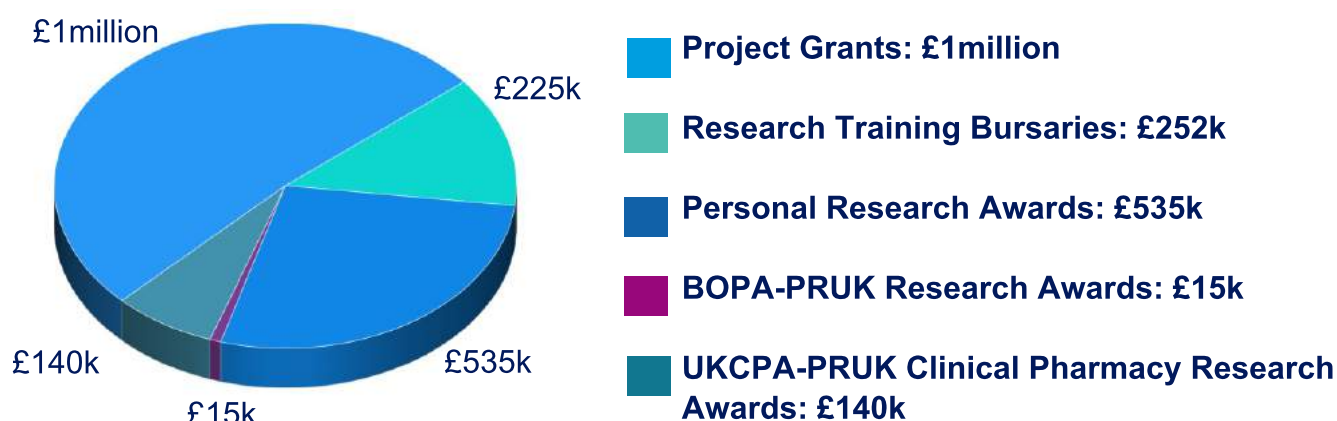 £1million
£225k
£140k
£15k
£535k
Project Grants: £1million
Research Training Bursaries: £252k
Personal Research Awards: £535k
BOPA-PRUK Research Awards: £15k
UKCPA-PRUK Clinical Pharmacy Research
Awards: £140k